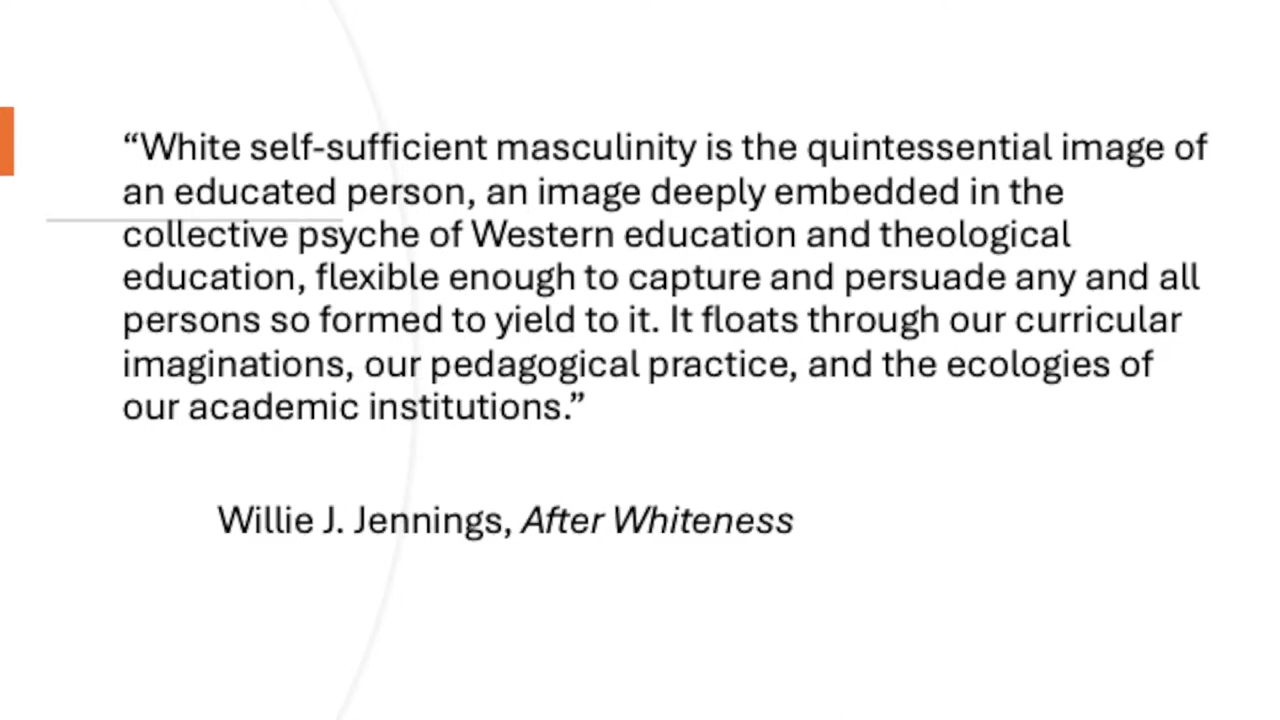 “White self-sufficient masculinity is the quintessential image of
an educated person, an image deeply embedded in the
collective psyche of Western education and theological
education, flexible enough to capture and persuade any and all
persons so formed to yield to it. It floats through our curricular
imaginations, our pedagogical practice, and the ecologies of
our academic institutions.”
Willie J. Jennings, After Whiteness